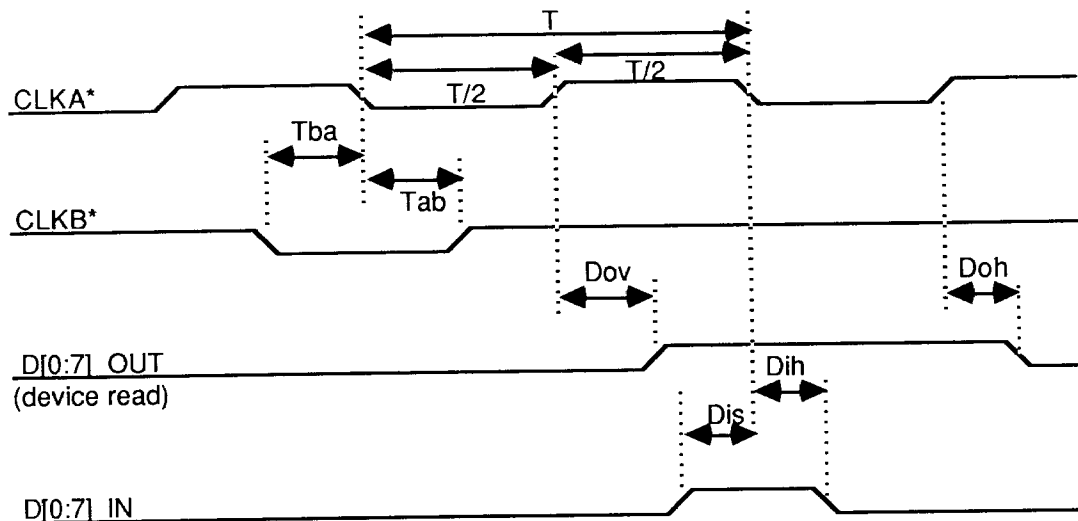 T
T/2
CLKA*
T/2
Tba
Tab
CLKB*
Dov
Doh
D[0:7] OUT
(device read)
Dih
Dis
D[0:7] IN